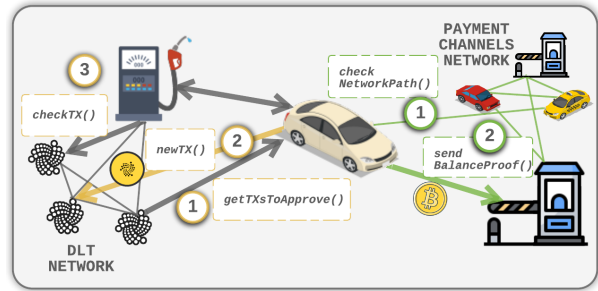 PAYMENT
CHANNELS
NETWORK
3
check
NetworkPath()
checkTX()
1
newTX()
2
2
send
BalanceProof()
1
getTXsToApprove()
DLT
NETWORK